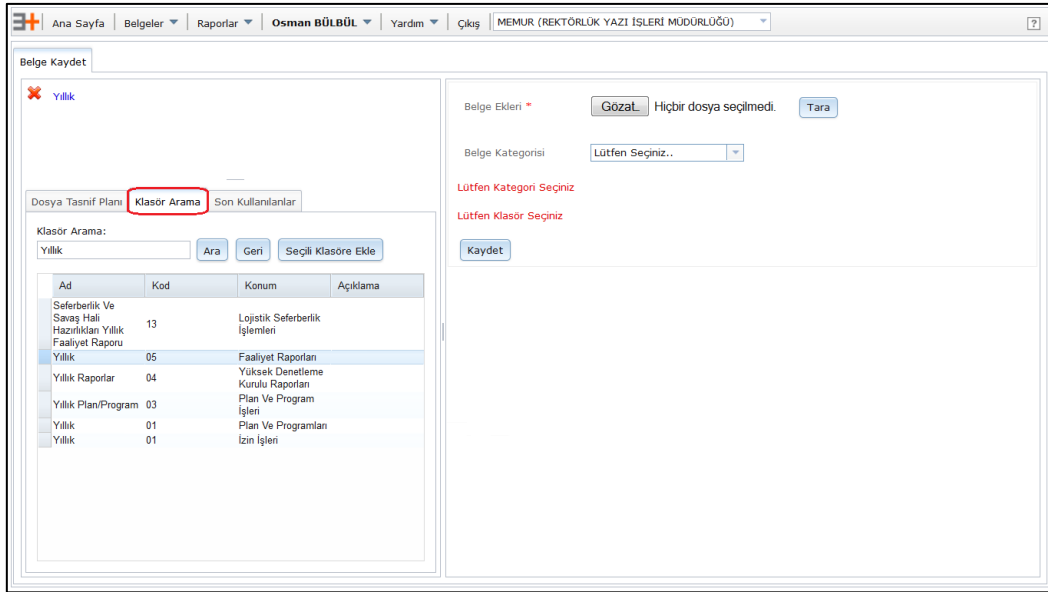 Ana Sayfa Belgeler Raporlar Osman BÜLBÜL Yardım Çıkış MEMUR (REKTÖRLÜK YAZI İŞLERİ MÜDÜRLÜĞÜ) ?
Belge Kaydet
Yıllık
Dosya Tasnif Planı Klasör Arama Son Kullanılanlar
Klasör Arama:
Yıllık Ara Geri Seçili Klasöre Ekle
Ad Kod Konum Açıklama
Seferberlik Ve
Savaş Hali
Hazırlıkları Yıllık
Faaliyet Raporu
13
Lojistik Seferberlik
İşlemleri
Yıllık 05 Faaliyet Raporları
Yıllık Raporlar 04
Yüksek Denetleme
Kurulu Raporları
Yıllık Plan/Program 03
Plan Ve Program
İşleri
Yıllık 01 Plan Ve Programları
Yıllık 01 İzin İşleri
Belge Ekleri * Gözat.. Hiçbir dosya seçilmedi. Tara
Belge Kategorisi Lütfen Seçiniz..
Lütfen Kategori Seçiniz
Lütfen Klasör Seçiniz
Kaydet